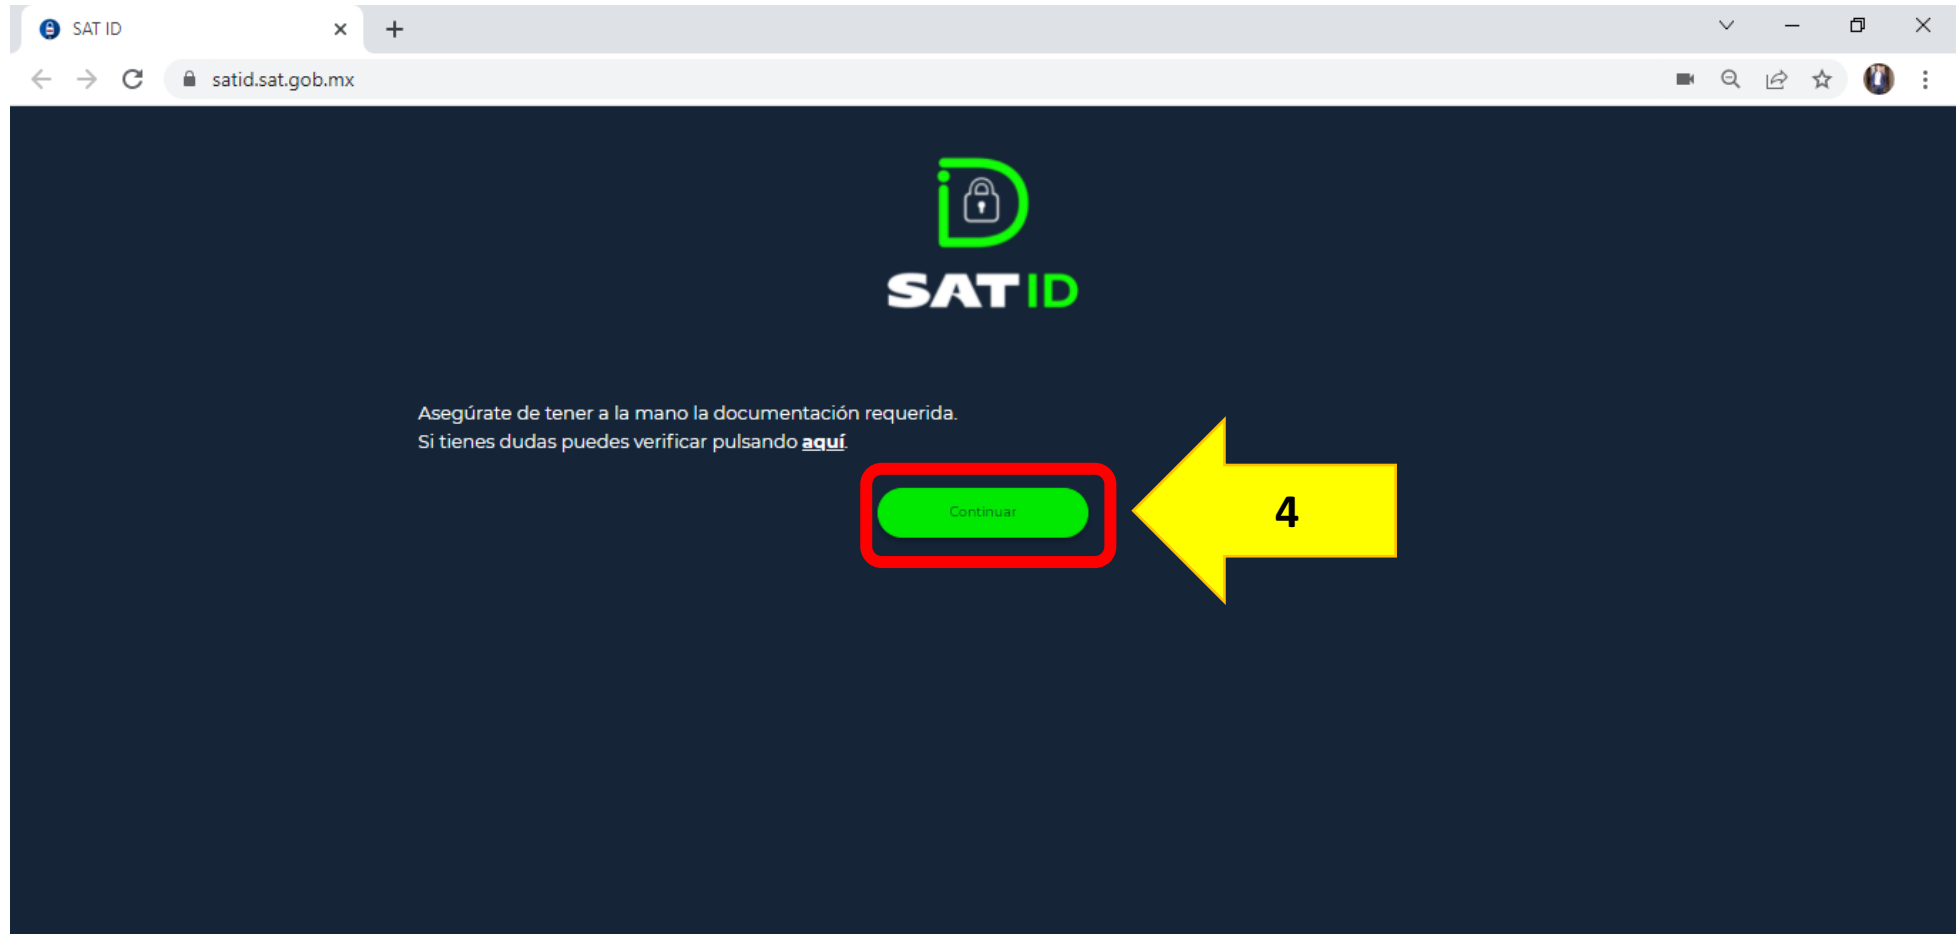 SAT ID
satid.sat.gob.mx
iD
SATID
Asegúrate de tener a la mano la documentación requerida.
Si tienes dudas puedes verificar pulsando aquí.
Continuar
4